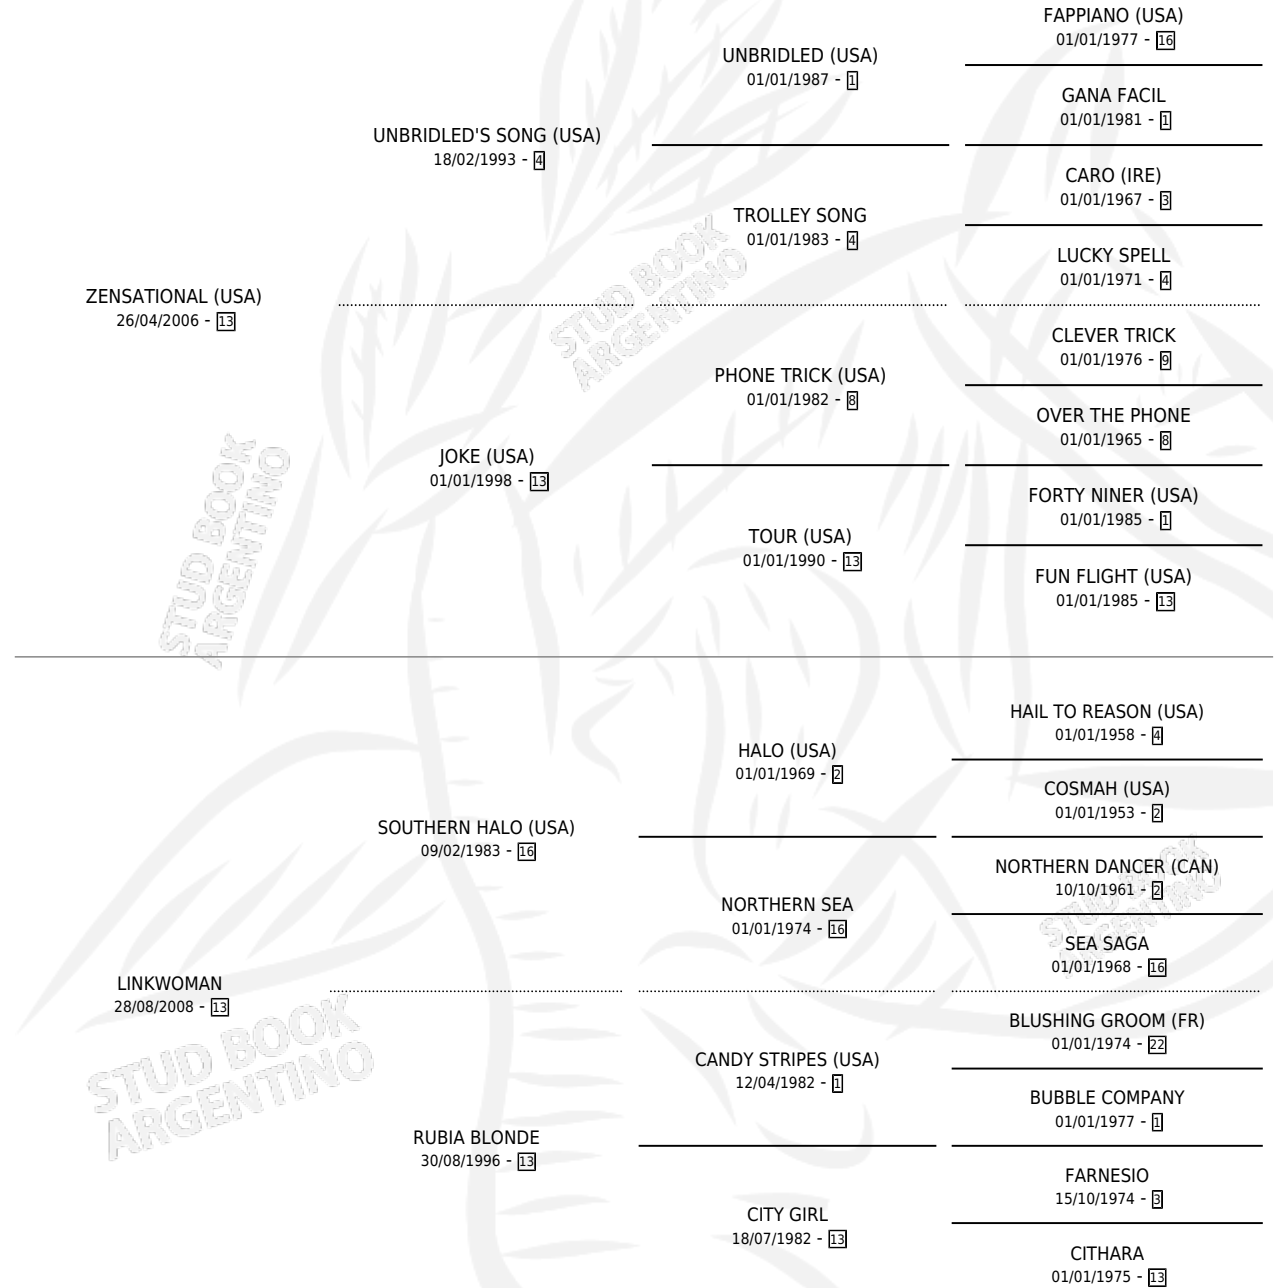 FAPPIANO (USA)
01/01/1977 - 16
UNBRIDLED (USA)
01/01/1987 - 1
GANA FACIL
01/01/1981 - 1
UNBRIDLED'S SONG (USA)
18/02/1993 - 4
CARO (IRE)
01/01/1967 - 3
TROLLEY SONG
01/01/1983 - 4
LUCKY SPELL
01/01/1971 - 4
ZENSATIONAL (USA)
26/04/2006 - 13
STUD BOOK
ARGENTINO
CLEVER TRICK
01/01/1976 - 9
PHONE TRICK (USA)
01/01/1982 - 8
OVER THE PHONE
01/01/1965 - 8
JOKE (USA)
01/01/1998 - 13
FORTY NINER (USA)
01/01/1985 - 1
TOUR (USA)
01/01/1990 - 13
FUN FLIGHT (USA)
01/01/1985 - 13
STUD BOOK
ARGENTINO
HAIL TO REASON (USA)
01/01/1958 - 4
HALO (USA)
01/01/1969 - 2
COSMAH (USA)
01/01/1953 - 2
SOUTHERN HALO (USA)
09/02/1983 - 16
NORTHERN DANCER (CAN)
10/10/1961 - 2
NORTHERN SEA
01/01/1974 - 16
SEA SAGA
01/01/1968 - 16
STUD BOOK
ARGENTINO
LINKWOMAN
28/08/2008 - 13
BLUSHING GROOM (FR)
01/01/1974 - 22
CANDY STRIPES (USA)
12/04/1982 - 1
BUBBLE COMPANY
01/01/1977 - 1
STUD BOOK
ARGENTINO
RUBIA BLONDE
30/08/1996 - 13
FARNESIO
15/10/1974 - 3
CITY GIRL
18/07/1982 - 13
CITHARA
01/01/1975 - 13